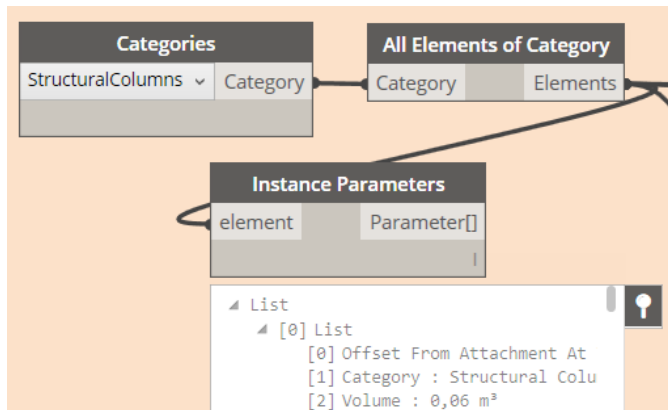 Categories
StructuralColumns Category
All Elements of Category
Category Elements
Instance Parameters
element Parameter[]
l
List
[0] List
[0] Offset From Attachment At
[1] Category : Structural Colu
[2] Volume : 0,06 m³